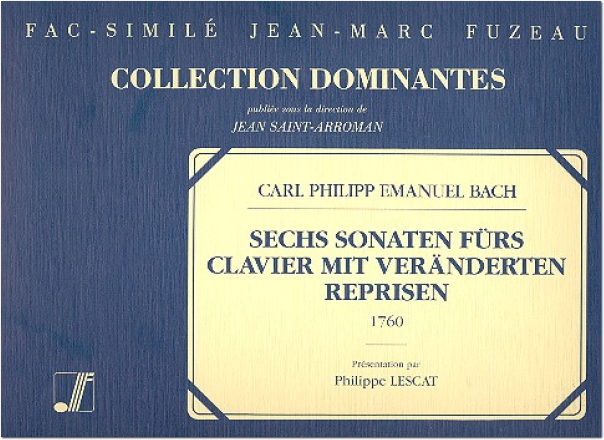 FAC-SIMILÉ JEAN-MARC FUZEAU
COLLECTION DOMINANTES
publiée sous la direction de
JEAN SAINT-ARROMAN
CARL PHILIPP EMANUEL BACH
SECHS SONATEN FÜRS
CLAVIER MIT VERÄNDERTEN
REPRISEN
1760
Présentation par
Philippe LESCAT